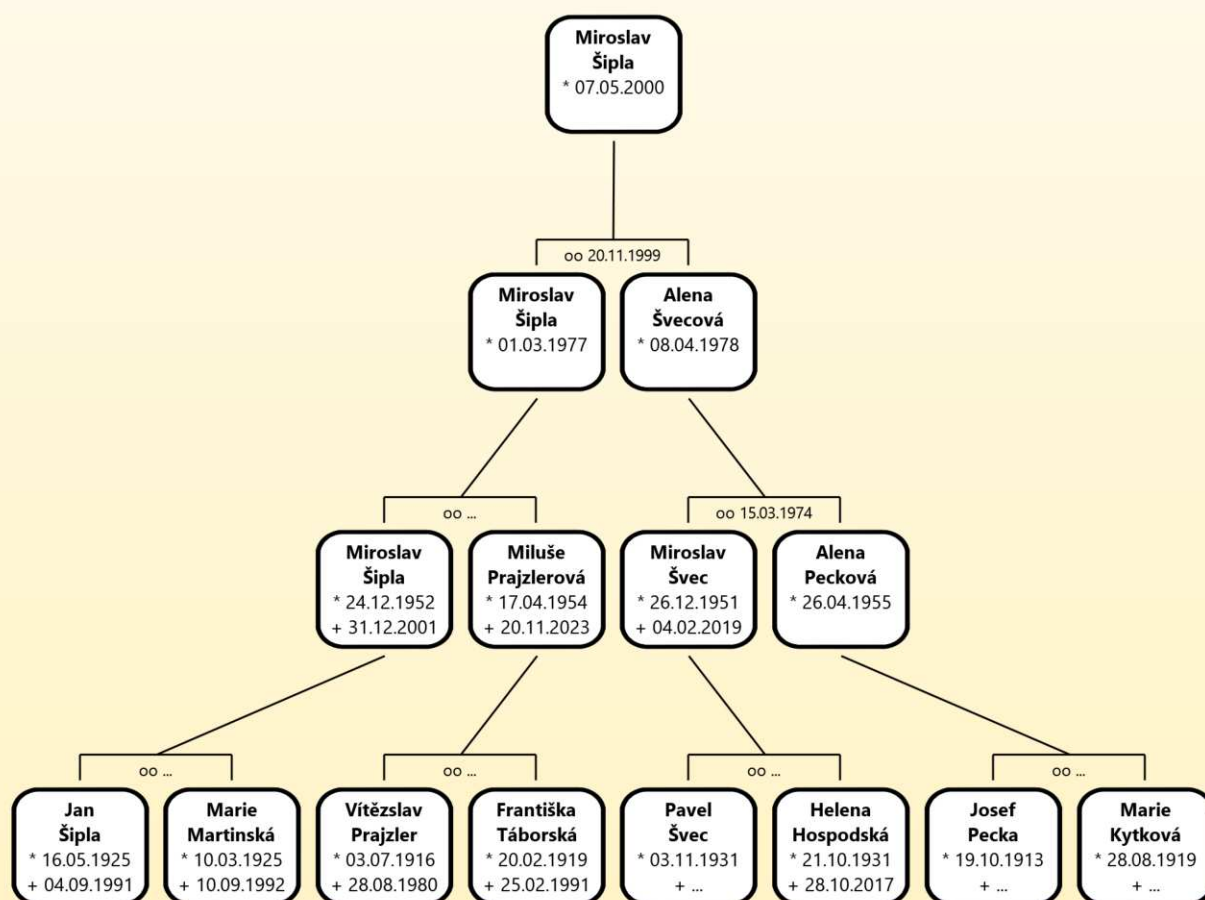 Miroslav
Šipla
* 07.05.2000
oo 20.11.1999
Miroslav
Šipla
* 01.03.1977
Alena
Švecová
* 08.04.1978
oo ...
oo 15.03.1974
Miroslav
Šipla
* 24.12.1952
+ 31.12.2001
Miluše
Prajzlerová
* 17.04.1954
+ 20.11.2023
Miroslav
Švec
* 26.12.1951
+ 04.02.2019
Alena
Pecková
* 26.04.1955
oo ...
oo ...
oo ...
oo ...
Jan
Šipla
* 16.05.1925
+ 04.09.1991
Marie
Martinská
* 10.03.1925
+ 10.09.1992
Vítězslav
Prajzler
* 03.07.1916
+ 28.08.1980
Františka
Táborská
* 20.02.1919
+ 25.02.1991
Pavel
Švec
* 03.11.1931
+ ...
Helena
Hospodská
* 21.10.1931
+ 28.10.2017
Josef
Pecka
* 19.10.1913
+ ...
Marie
Kytková
* 28.08.1919
+ ...